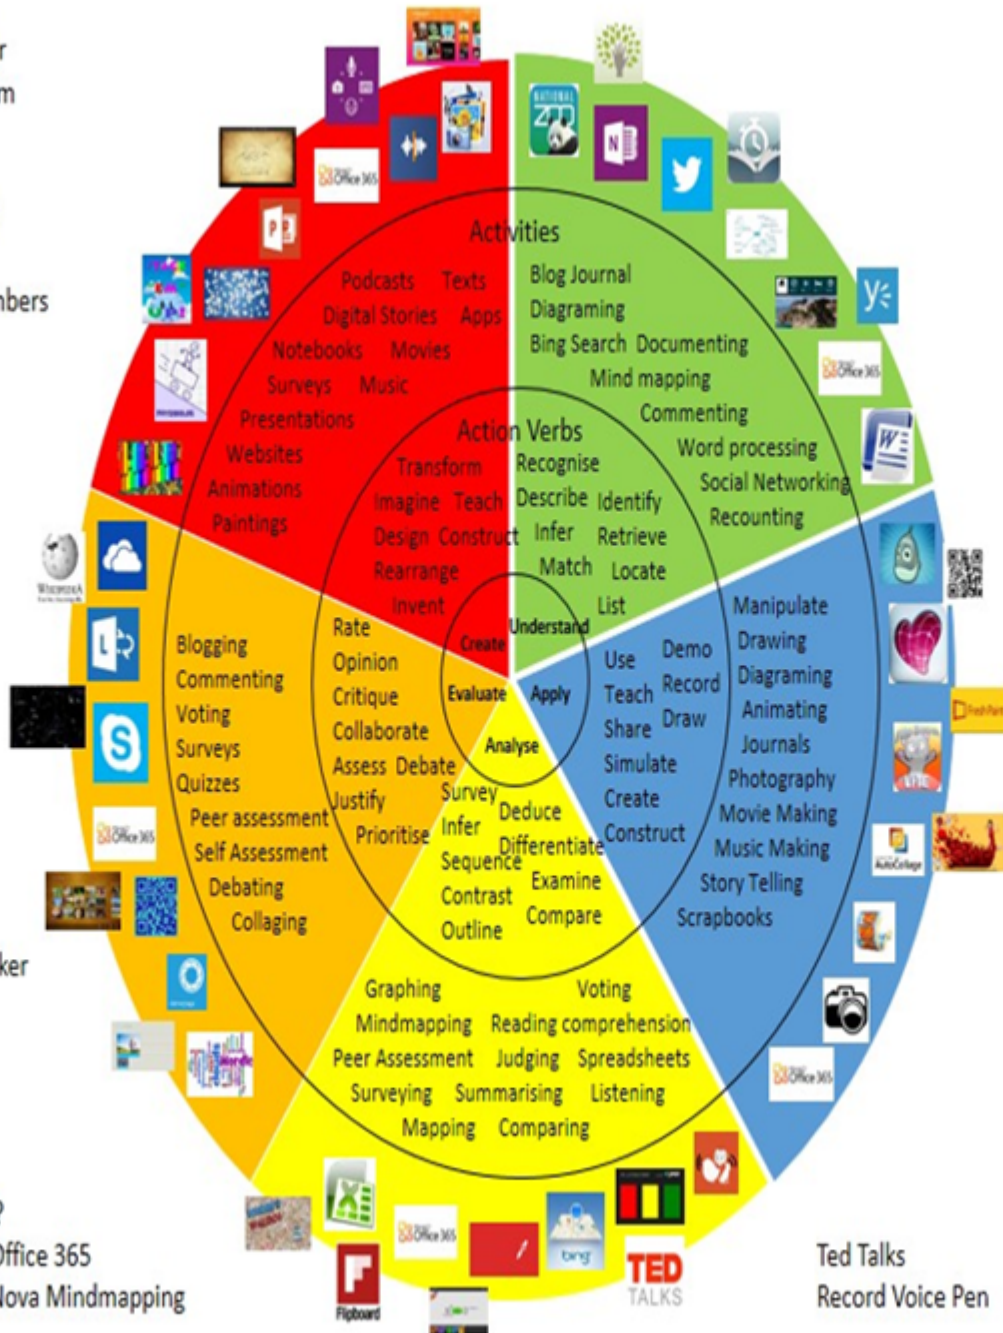 r
m
nbers
Activities
Podcasts Texts
Digital Stories Apps
Notebooks Movies
Surveys Music
Presentations
Websites
Animations
Paintings
Blog Journal
Diagraming
Bing Search Documenting
Mind mapping
Commenting
Word processing
Social Networking
Recounting
Action Verbs
Transform
Imagine Teach
Design Construct
Rearrange
Invent
Create
Recognise
Describe Identify
Infer Retrieve
Match Locate
List
Understand
Blogging
Commenting
Voting
Surveys
Quizzes
Peer assessment
Self Assessment
Debating
Collaging
Rate
Opinion
Critique
Collaborate
Assess Debate
Justify
Prioritise
Evaluate
Apply
Use Demo
Teach Record
Share Draw
Simulate
Create
Construct
Manipulate
Drawing
Diagraming
Animating
Journals
Photography
Movie Making
Music Making
Story Telling
Scrapbooks
Analyse
Survey Deduce
Infer Differentiate
Sequence Examine
Contrast Compare
Outline
Graphing Voting
Mindmapping Reading comprehension
Peer Assessment Judging Spreadsheets
Surveying Summarising Listening
Mapping Comparing
NATIONAL
ZOO
Office 365
Office 365
WIKIPEDIA
Office 365
AutoCollage
Office 365
Wordle
Office 365
bing
Flipboard
TED
TALKS
ker
Office 365
Nova Mindmapping
Ted Talks
Record Voice Pen